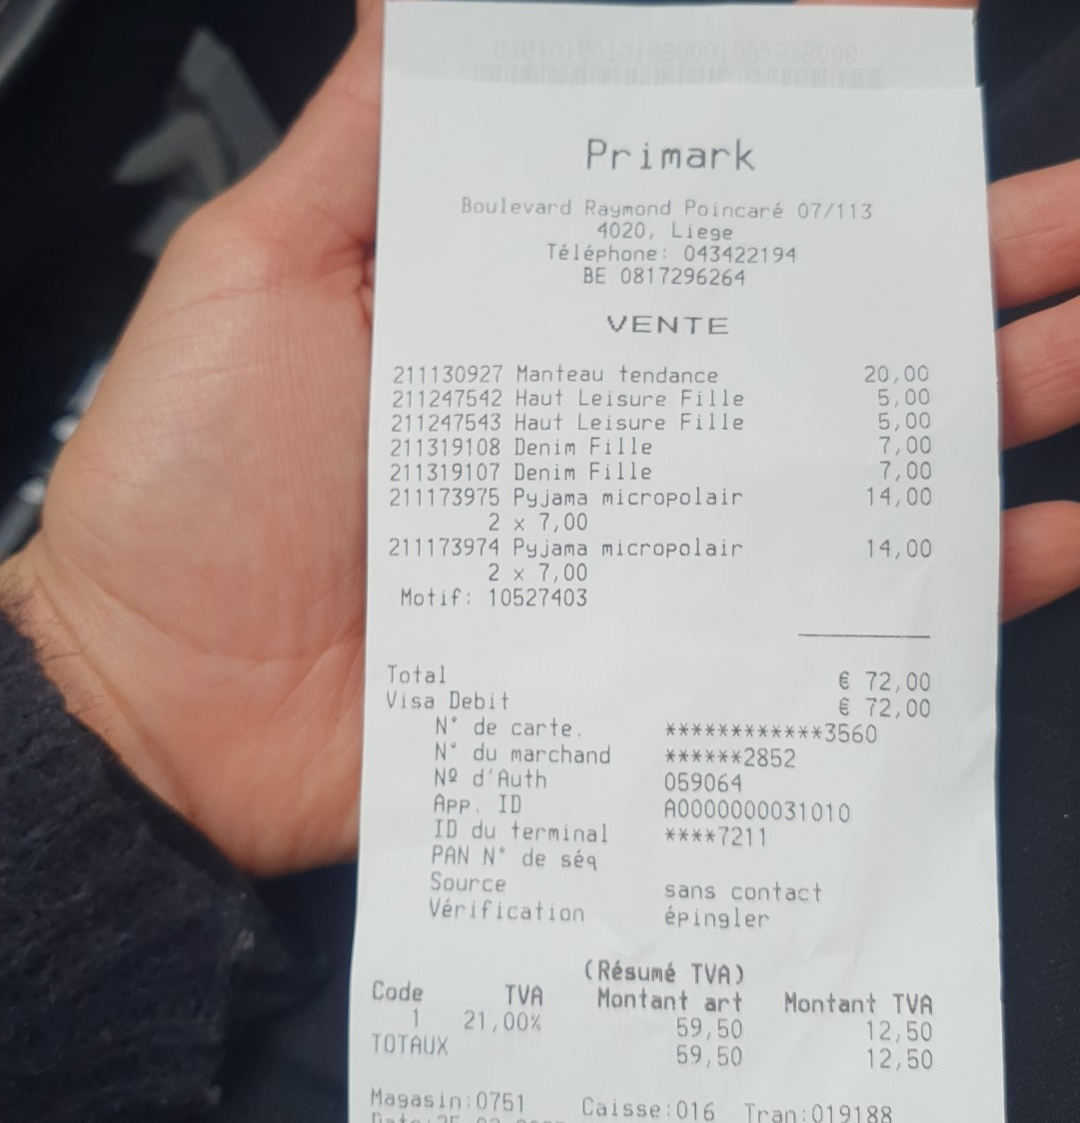 Primark
Boulevard Raymond Poincaré 07/113
4020, Liege
Téléphone: 043422194
BE 0817296264
VENTE
211130927 Manteau tendance 20,00
211247542 Haut Leisure Fille 5,00
211247543 Haut Leisure Fille 5,00
211319108 Denim Fille 7,00
211319107 Denim Fille 7,00
211173975 Pyjama micropolair 14,00
2 x 7,00
211173974 Pyjama micropolair 14,00
2 x 7,00
Motif: 10527403
Total € 72,00
Visa Debit € 72,00
N° de carte. ************3560
N° du marchand ******2852
Nº d'Auth 059064
App. ID A0000000031010
ID du terminal ****7211
PAN N° de séq
Source sans contact
Vérification épingler
(Résumé TVA)
Code TVA Montant art Montant TVA
1 21,00% 59,50 12,50
TOTAUX 59,50 12,50
Magasin:0751 Caisse:016 Tran:019188